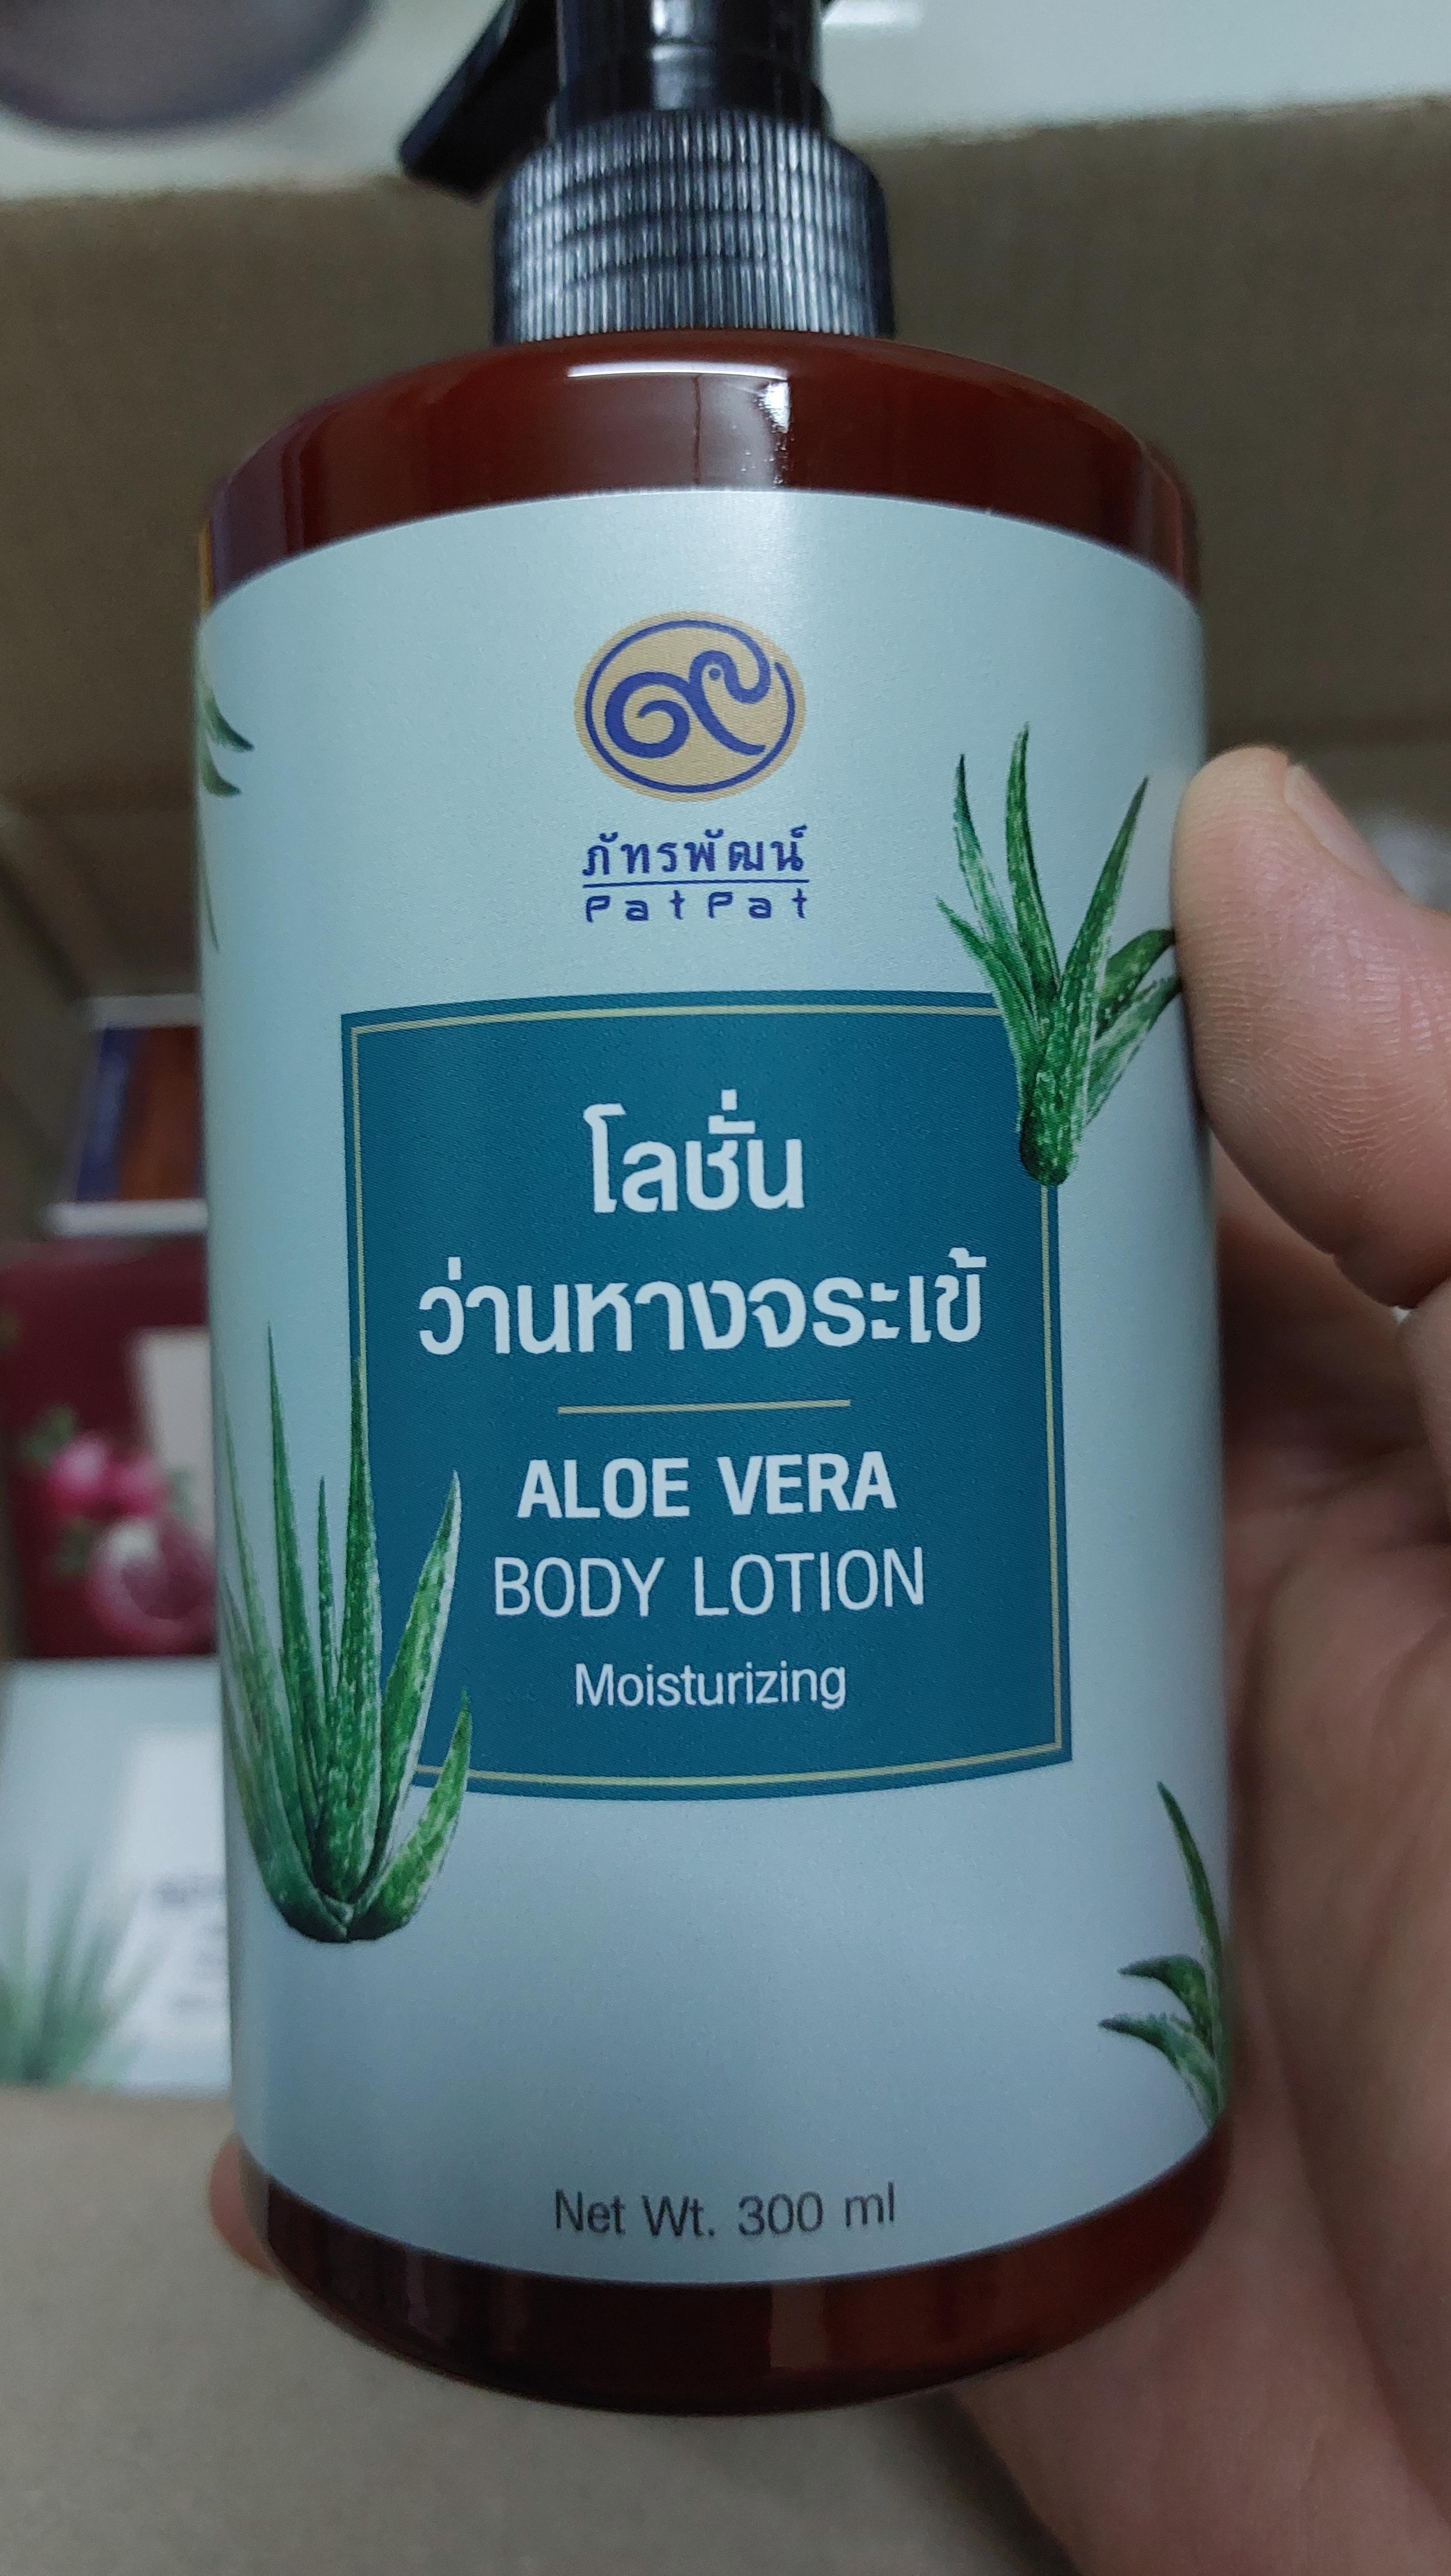 ภัทรพัฒน์
PatPat
โลชั่น
ว่านหางจระเข้
ALOE VERA
BODY LOTION
Moisturizing
Net Wt. 300 ml